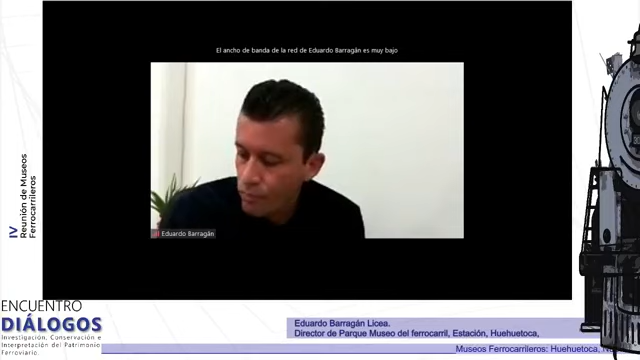 El ancho de banda de la red de Eduardo Barragán es muy bajo
Eduardo Barragán
IV
Reunión de Museos
Ferrocarrileros
ENCUENTRO
DIÁLOGOS
Investigación, Conservación e
Interpretación del Patrimonio
Ferroviario.
Eduardo Barragán Licea.
Director de Parque Museo del ferrocarril, Estación, Huehuetoca,
Museos Ferrocarrileros: Huehuetoca,